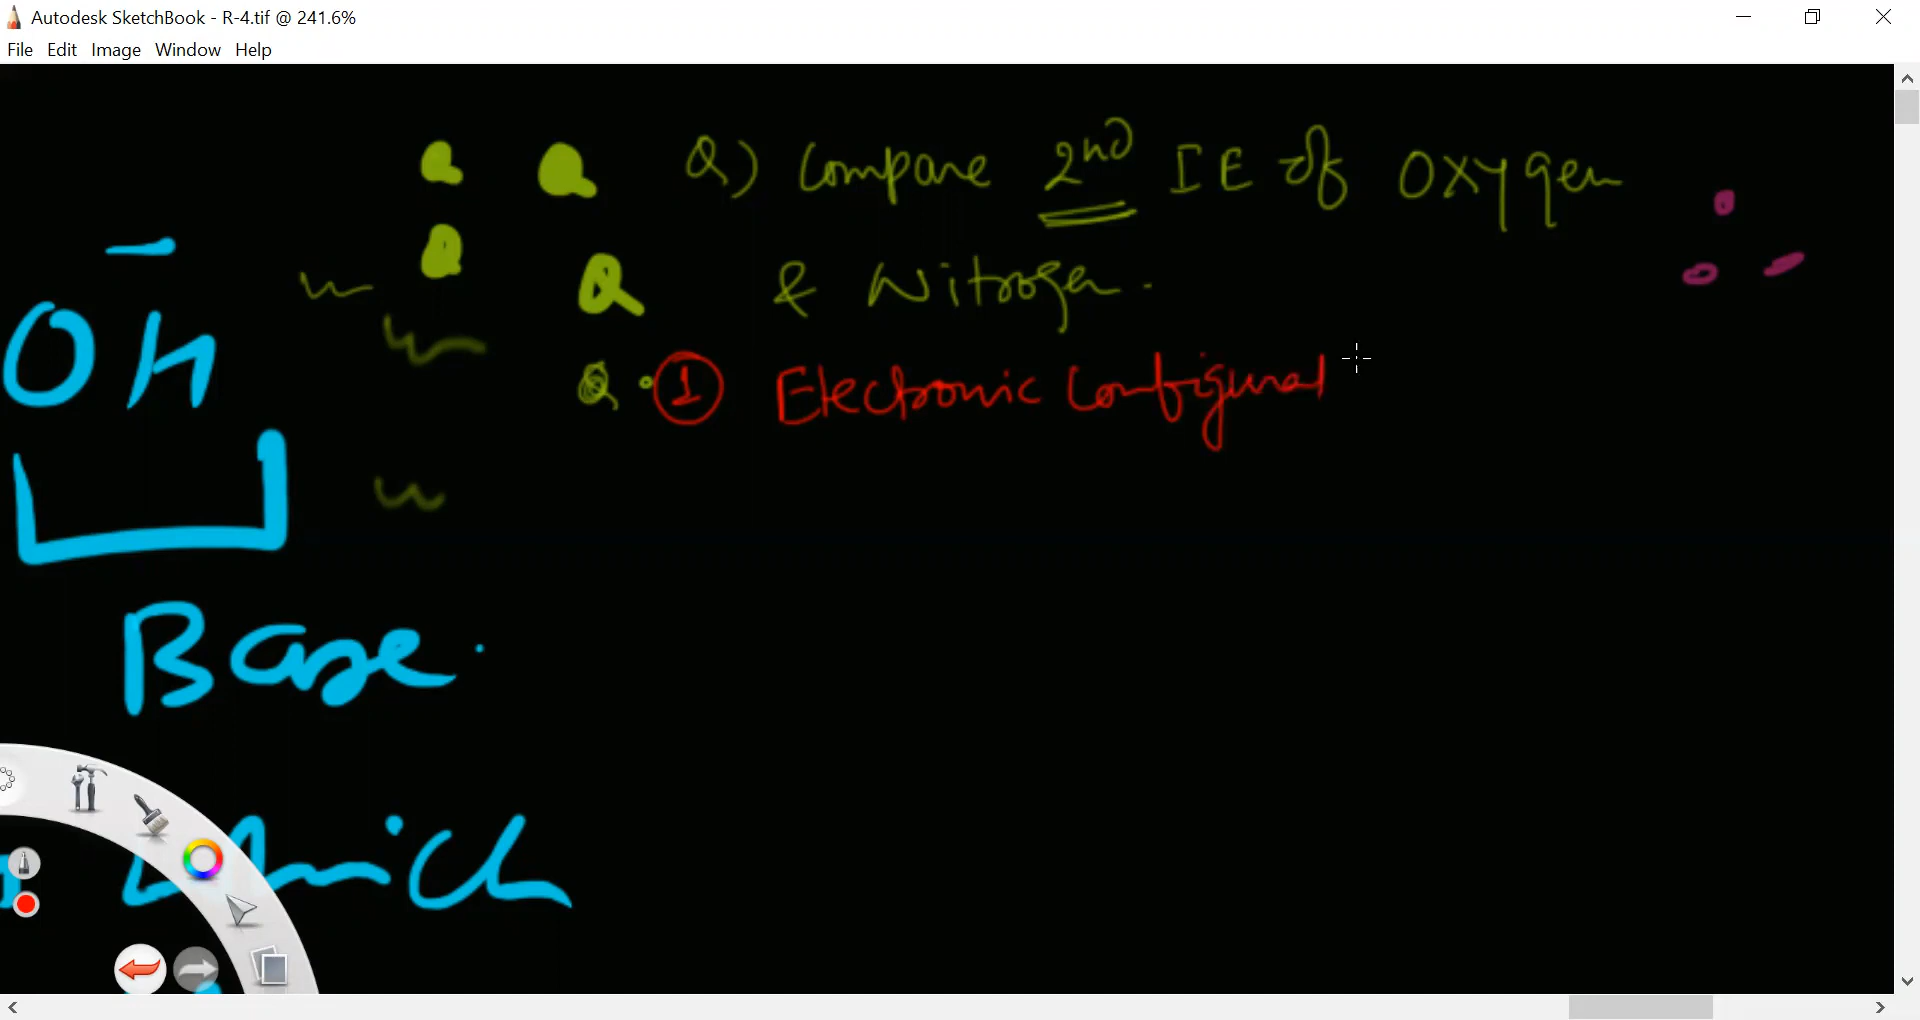 Autodesk SketchBook - R-4.tif @ 241.6%
File Edit Image Window Help
Q) Compare 2nd IE of Oxygen
& Nitrogen.
① Electronic Configurat
OH
Base.